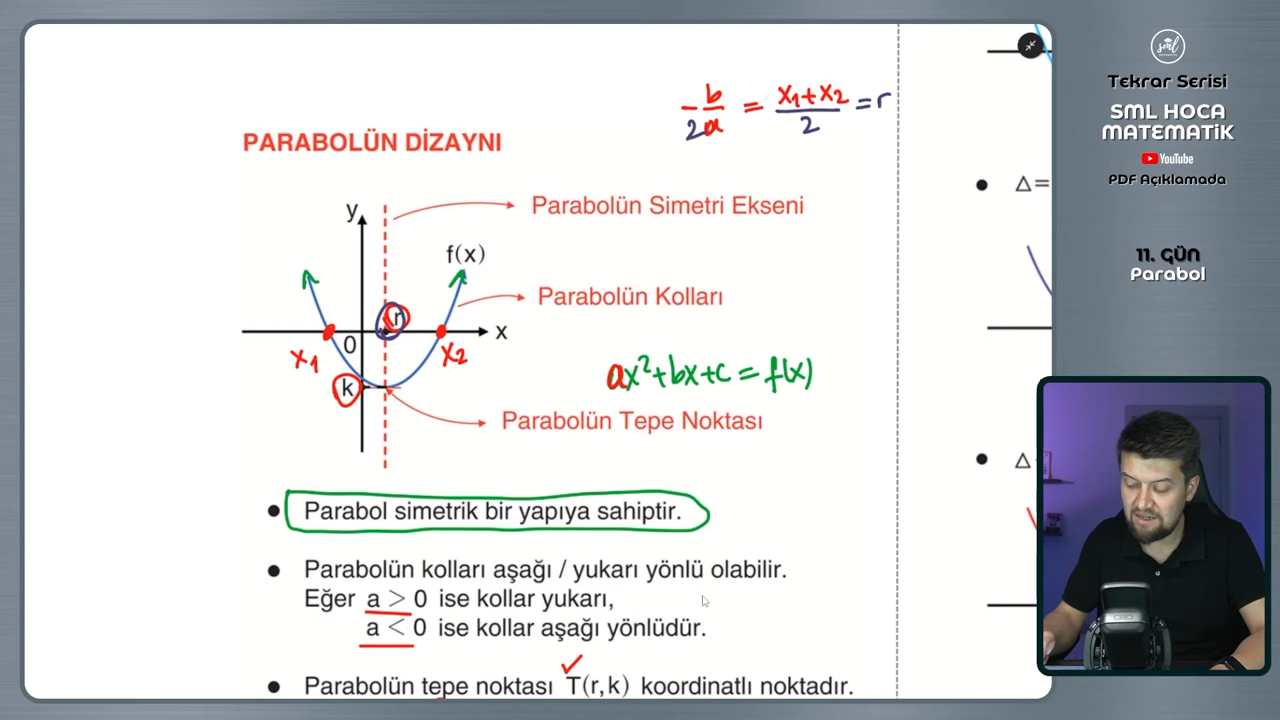 -b/2a = x₁+x₂/2 = r
PARABOLÜN DİZAYNI
y
Parabolün Simetri Ekseni
f(x)
Parabolün Kolları
r
x
0
x₁
x₂
k
ax²+bx+c = f(x)
Parabolün Tepe Noktası
● Parabol simetrik bir yapıya sahiptir.
● Parabolün kolları aşağı / yukarı yönlü olabilir.
Eğer a > 0 ise kollar yukarı,
a < 0 ise kollar aşağı yönlüdür.
● Parabolün tepe noktası T(r,k) koordinatlı noktadır.
● Δ=
● Δ
sml
Tekrar Serisi
SML HOCA
MATEMATİK
YouTube
PDF Açıklamada
11. GÜN
Parabol